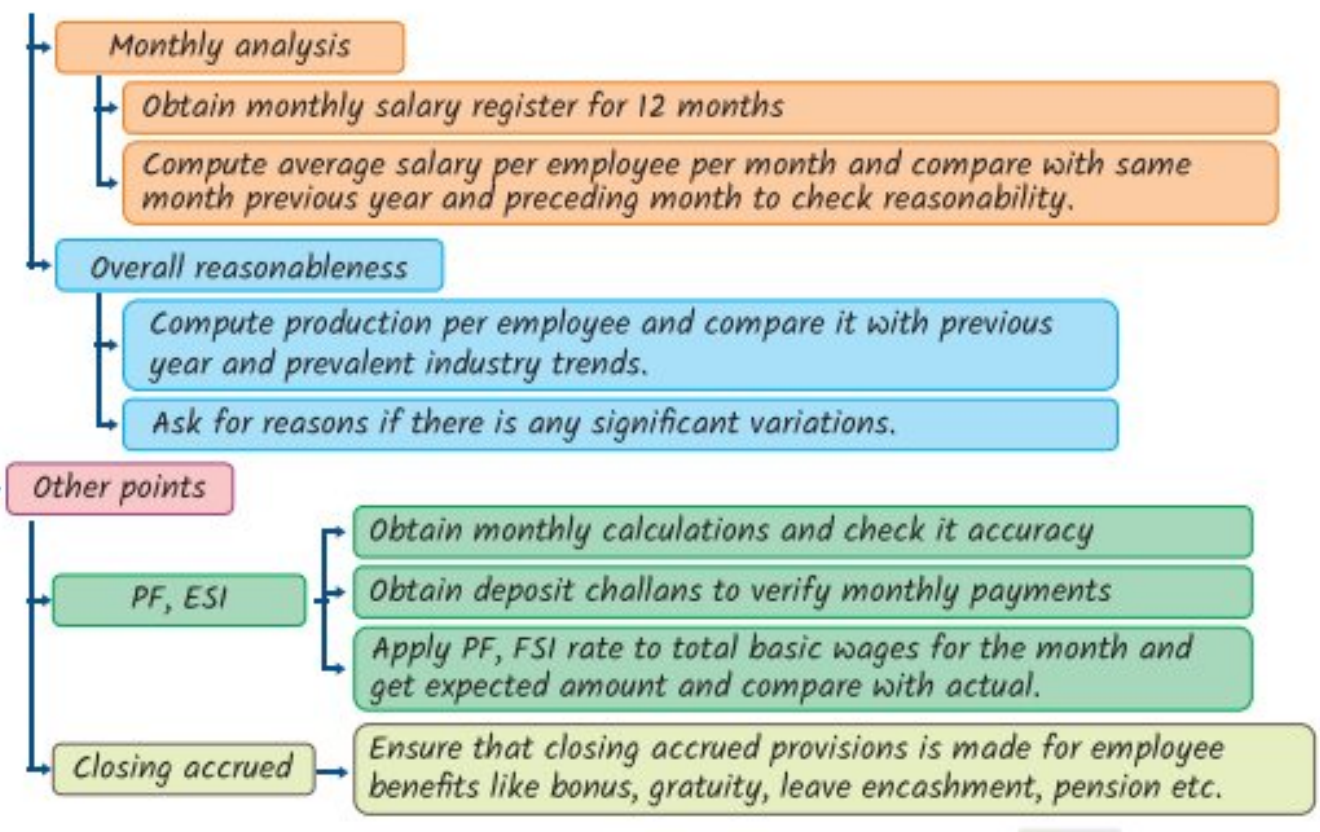 Monthly analysis
Obtain monthly salary register for 12 months
Compute average salary per employee per month and compare with same
month previous year and preceding month to check reasonability.
Overall reasonableness
Compute production per employee and compare it with previous
year and prevalent industry trends.
Ask for reasons if there is any significant variations.
Other points
PF, ESI
Obtain monthly calculations and check it accuracy
Obtain deposit challans to verify monthly payments
Apply PF, FSI rate to total basic wages for the month and
get expected amount and compare with actual.
Closing accrued
Ensure that closing accrued provisions is made for employee
benefits like bonus, gratuity, leave encashment, pension etc.